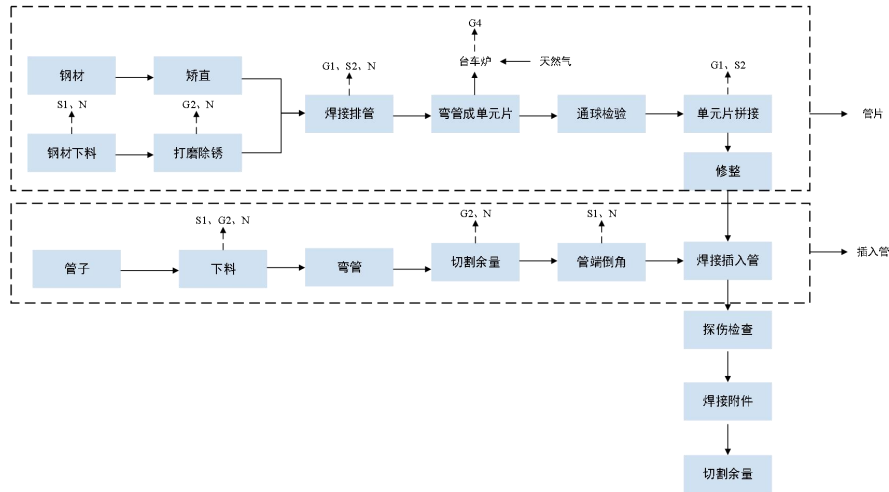 G4
台车炉
天然气
G1、S2、N
G1、S2
钢材
矫直
S1、N
G2、N
焊接排管
弯管成单元片
通球检验
单元片拼接
管片
钢材下料
打磨除锈
修整
S1、G2、N
G2、N
S1、N
管子
下料
弯管
切割余量
管端倒角
焊接插入管
插入管
探伤检查
焊接附件
切割余量